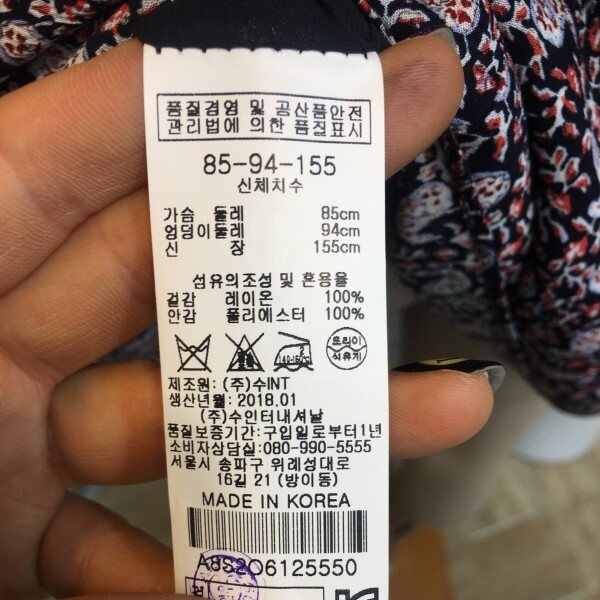 품질경영 및 공산품안전
관리법에 의한 품질표시
85-94-155
신체치수
가슴 둘레 85cm
엉덩이둘레 94cm
신 장 155cm
섬유의조성 및 혼용율
겉감 레이온 100%
안감 폴리에스터 100%
2
140-160℃
드라이
석유계
제조원: (주)수INT
생산년월: 2018.01
(주)수인터내셔날
품질보증기간:구입일로부터1년
소비자상담실:080-990-5555
서울시 송파구 위례성대로
16길 21 (방이동)
MADE IN KOREA
A8S2O6125550